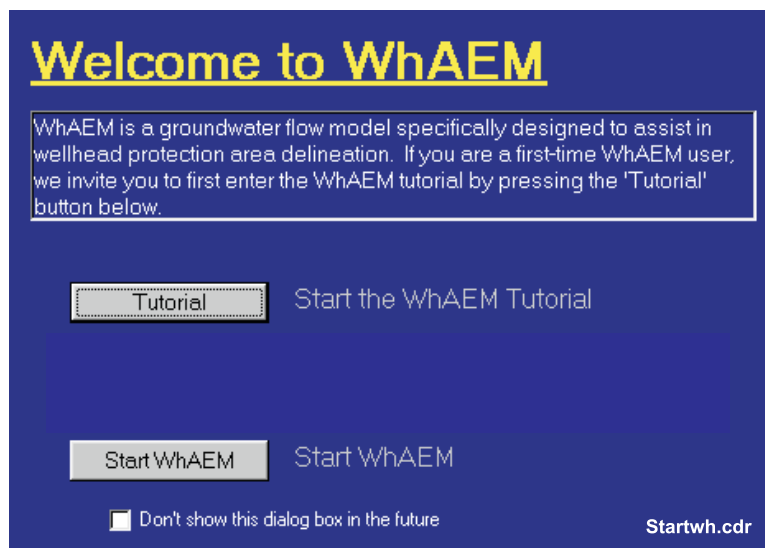 Welcome to WhAEM
WhAEM is a groundwater flow model specifically designed to assist in
wellhead protection area delineation. If you are a first-time WhAEM user,
we invite you to first enter the WhAEM tutorial by pressing the 'Tutorial'
button below.
Tutorial Start the WhAEM Tutorial
Start WhAEM Start WhAEM
Don't show this dialog box in the future
Startwh.cdr